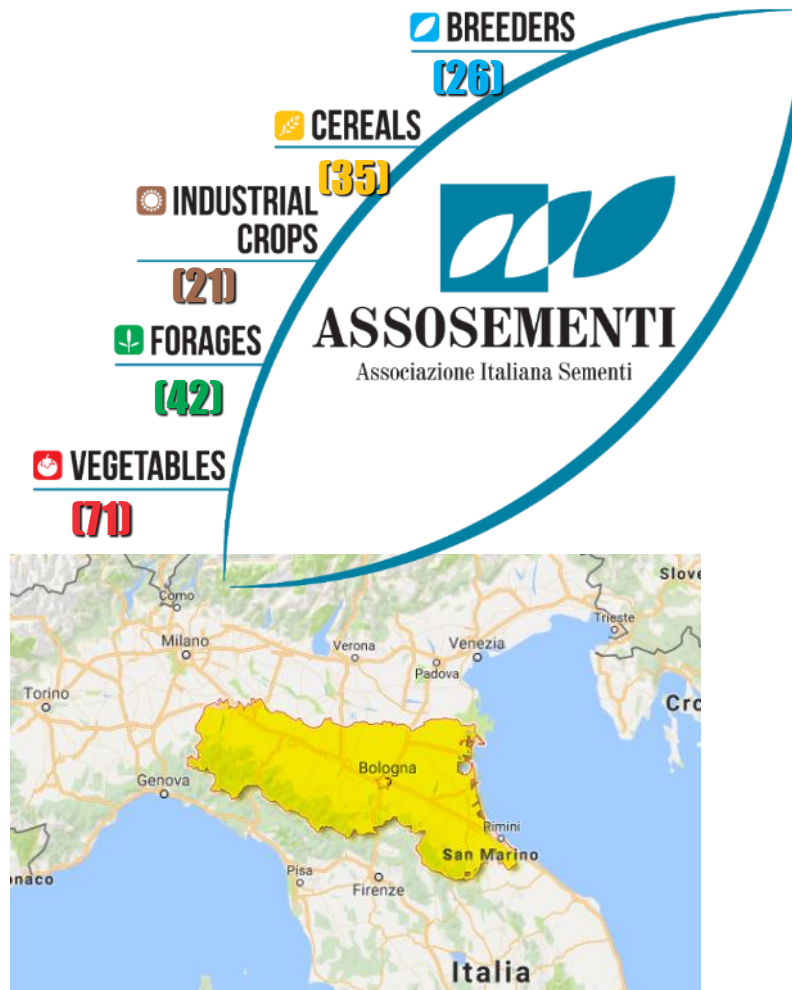 BREEDERS
(26)
CEREALS
(35)
INDUSTRIAL
CROPS
(21)
FORAGES
(42)
VEGETABLES
(71)
ASSOSEMENTI
Associazione Italiana Sementi
Slove
Como
Trieste
Milano
Verona
Venezia
Padova
Torino
Cro
Bologna
Genova
Rimini
San Marino
onaco
Pisa
Firenze
Italia